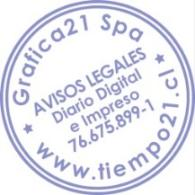 Grafica21 Spa
AVISOS LEGALES
Diario Digital
e Impreso
76.675.899-1
* www.tiempo21.cl *